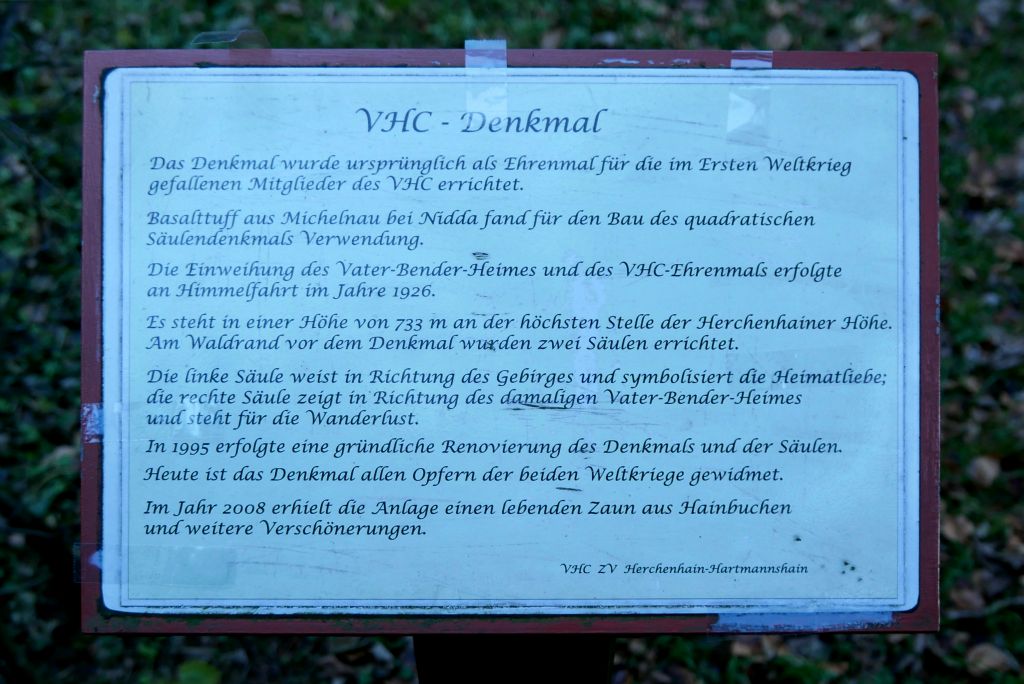 VHC - Denkmal
Das Denkmal wurde ursprünglich als Ehrenmal für die im Ersten Weltkrieg
gefallenen Mitglieder des VHC errichtet.
Basalttuff aus Michelnau bei Nidda fand für den Bau des quadratischen
Säulendenkmals Verwendung.
Die Einweihung des Vater-Bender-Heimes und des VHC-Ehrenmals erfolgte
an Himmelfahrt im Jahre 1926.
Es steht in einer Höhe von 733 m an der höchsten Stelle der Herchenhainer Höhe.
Am Waldrand vor dem Denkmal wurden zwei Säulen errichtet.
Die linke Säule weist in Richtung des Gebirges und symbolisiert die Heimatliebe;
die rechte Säule zeigt in Richtung des damaligen Vater-Bender-Heimes
und steht für die Wanderlust.
In 1995 erfolgte eine gründliche Renovierung des Denkmals und der Säulen.
Heute ist das Denkmal allen Opfern der beiden Weltkriege gewidmet.
Im Jahr 2008 erhielt die Anlage einen lebenden Zaun aus Hainbuchen
und weitere Verschönerungen.
VHC ZV Herchenhain-Hartmannshain